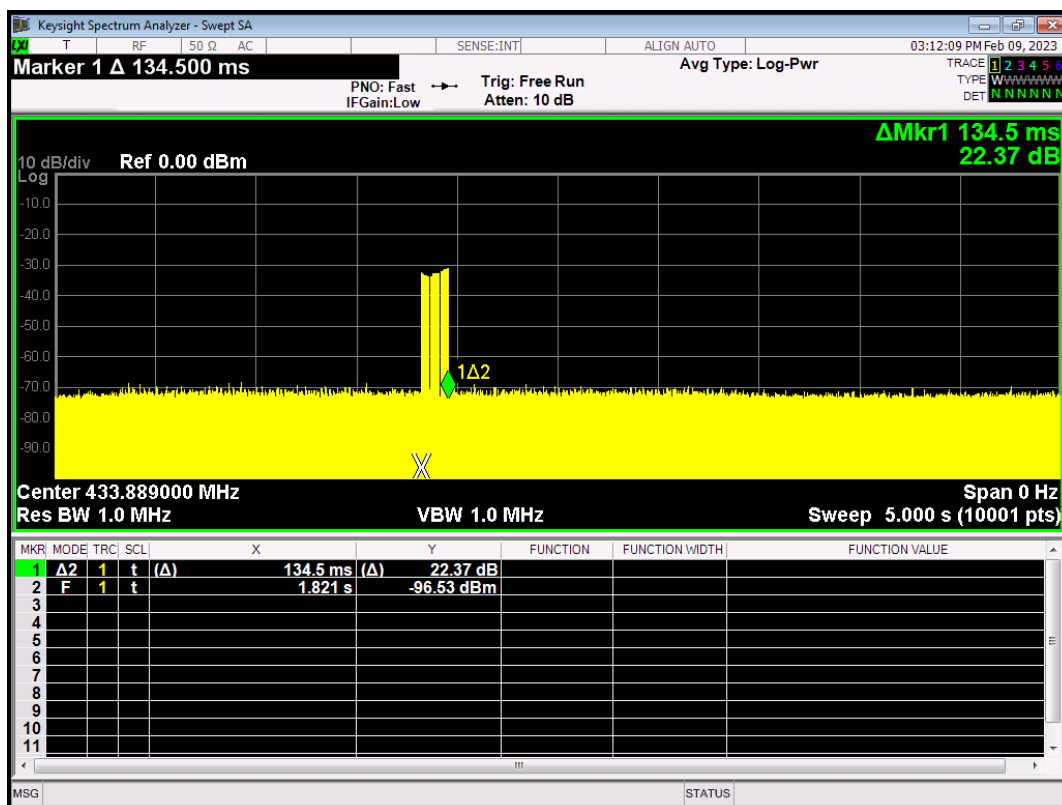 Keysight Spectrum Analyzer - Swept SA
LXI T RF 50 Ω AC SENSE:INT ALIGN AUTO 03:12:09 PM Feb 09, 2023
Marker 1 Δ 134.500 ms
PNO: Fast
IFGain:Low
Trig: Free Run
Atten: 10 dB
Avg Type: Log-Pwr
TRACE 1 2 3 4 5 6
TYPE WWWWWW
DET N N N N N N
ΔMkr1 134.5 ms
22.37 dB
10 dB/div Ref 0.00 dBm
Log
-10.0
-20.0
-30.0
-40.0
-50.0
-60.0
-70.0
-80.0
-90.0
1Δ2
X
Center 433.889000 MHz Span 0 Hz
Res BW 1.0 MHz VBW 1.0 MHz Sweep 5.000 s (10001 pts)
MKR MODE TRC SCL X Y FUNCTION FUNCTION WIDTH FUNCTION VALUE
1 Δ2 1 t (Δ) 134.5 ms (Δ) 22.37 dB
2 F 1 t 1.821 s -96.53 dBm
3
4
5
6
7
8
9
10
11
MSG STATUS